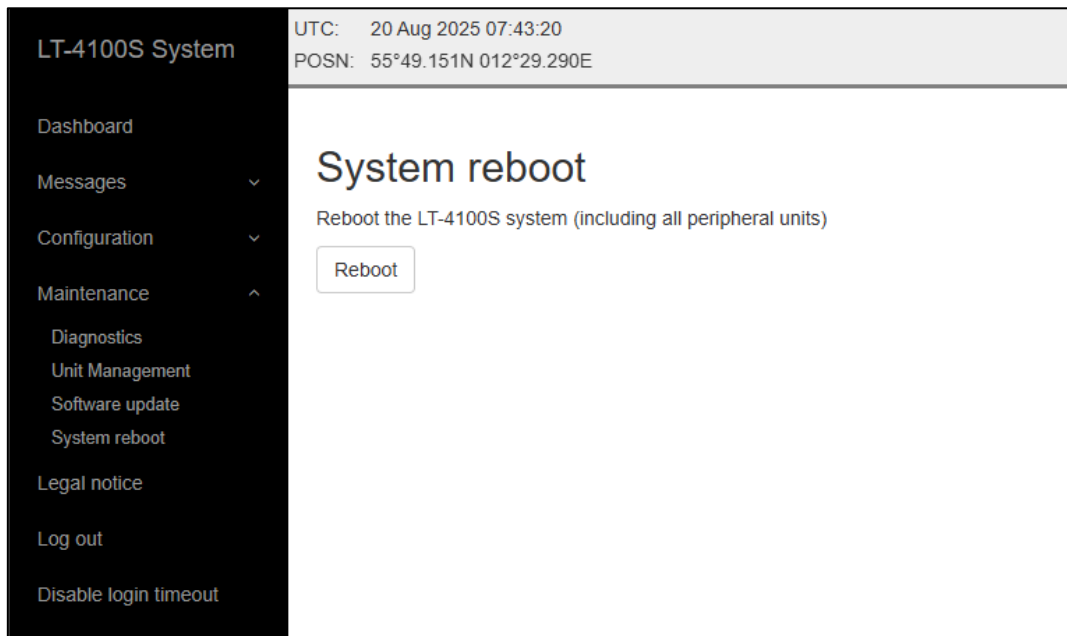 LT-4100S System
Dashboard
Messages
Configuration
Maintenance
Diagnostics
Unit Management
Software update
System reboot
Legal notice
Log out
Disable login timeout
UTC: 20 Aug 2025 07:43:20
POSN: 55°49.151N 012°29.290E
System reboot
Reboot the LT-4100S system (including all peripheral units)
Reboot